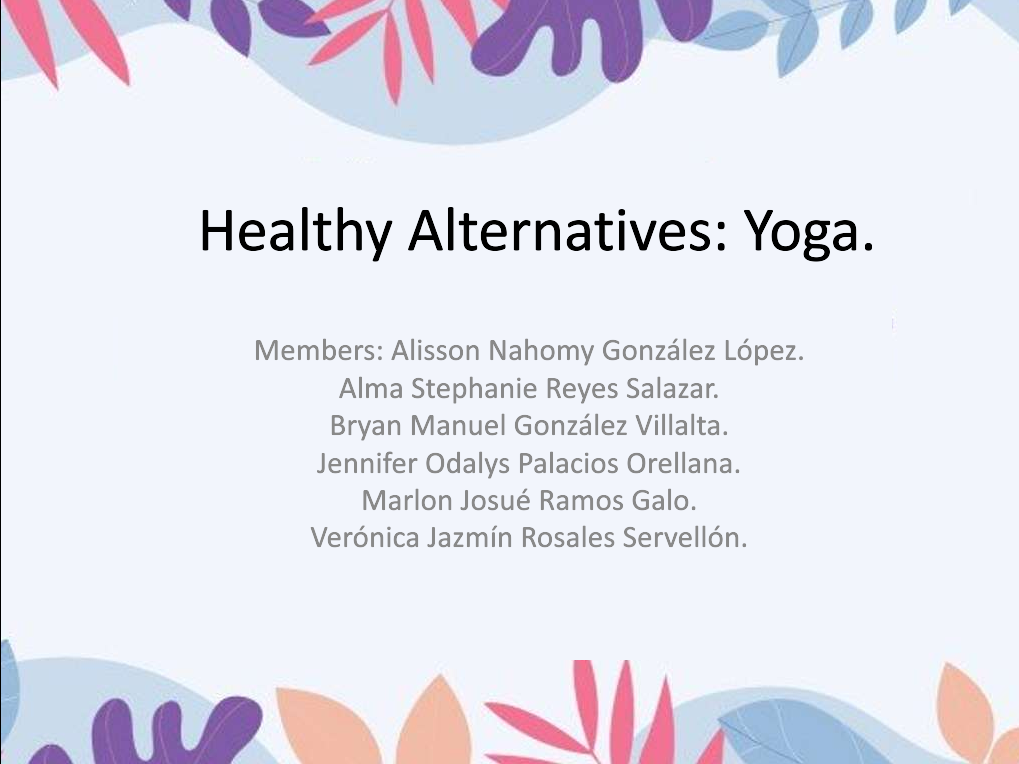 Healthy Alternatives: Yoga.
Members: Alisson Nahomy González López.
Alma Stephanie Reyes Salazar.
Bryan Manuel González Villalta.
Jennifer Odalys Palacios Orellana.
Marlon Josué Ramos Galo.
Verónica Jazmín Rosales Servellón.